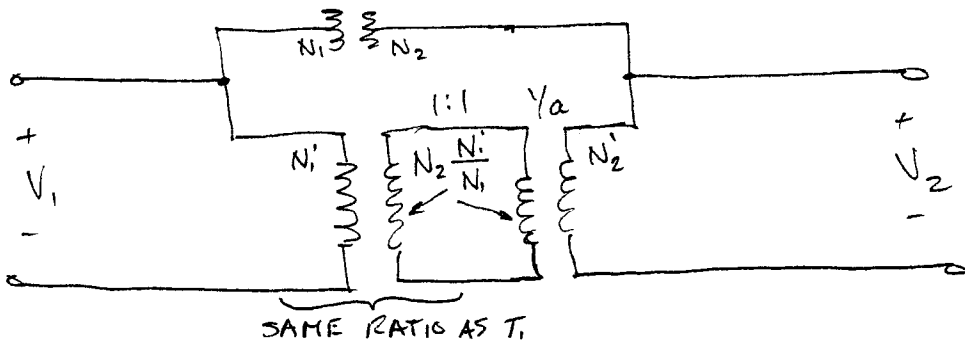 N₁ N₂
1:1 1/a
+ N₁' N₂ N₁'/N₁ N₂' +
V₁ V₂
- -
SAME RATIO AS T₁